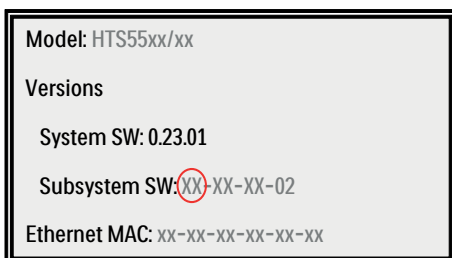 Model: HTS55xx/xx
Versions
System SW: 0.23.01
Subsystem SW: XX-XX-XX-02
Ethernet MAC: xx-xx-xx-xx-xx-xx